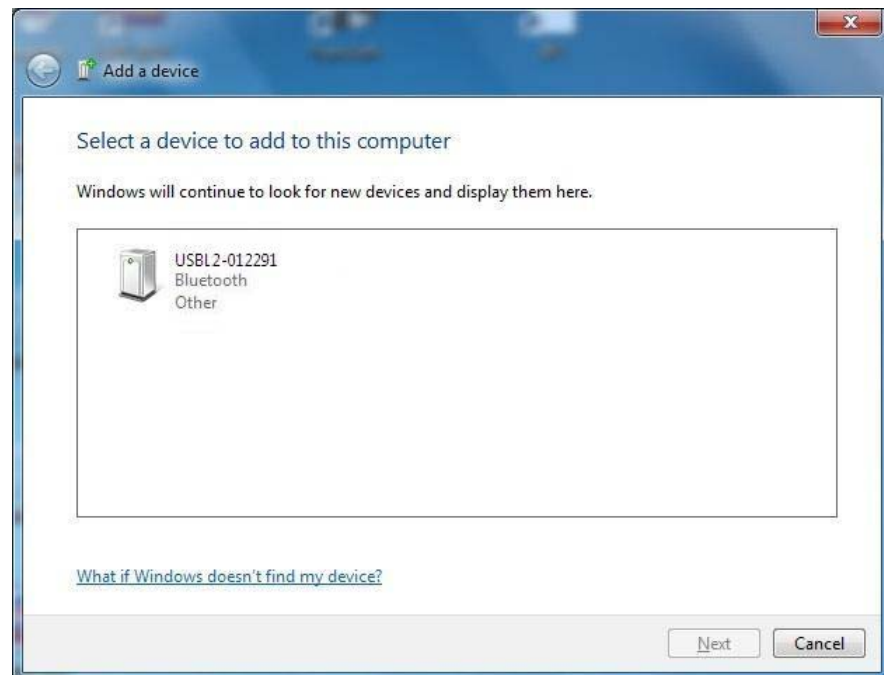 Add a device
Select a device to add to this computer
Windows will continue to look for new devices and display them here.
USBL2-012291
Bluetooth
Other
What if Windows doesn't find my device?
Next
Cancel